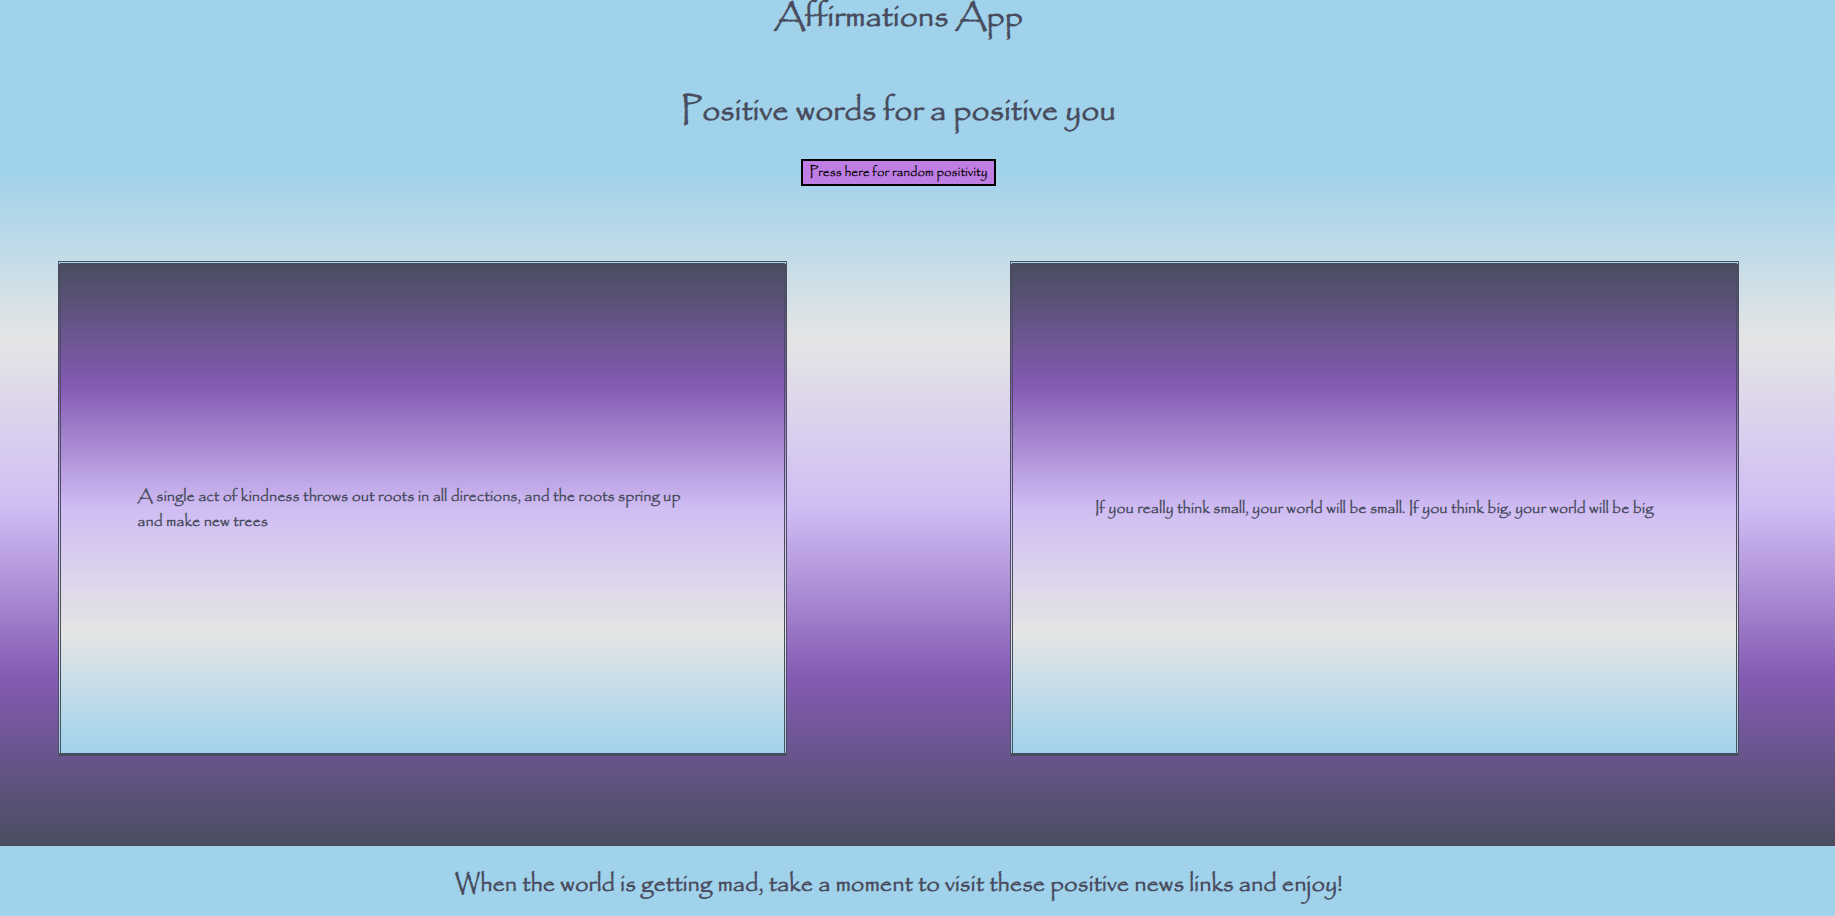 Affirmations App
Positive words for a positive you
Press here for random positivity
A single act of kindness throws out roots in all directions, and the roots spring up
and make new trees
If you really think small, your world will be small. If you think big, your world will be big
When the world is getting mad, take a moment to visit these positive news links and enjoy!